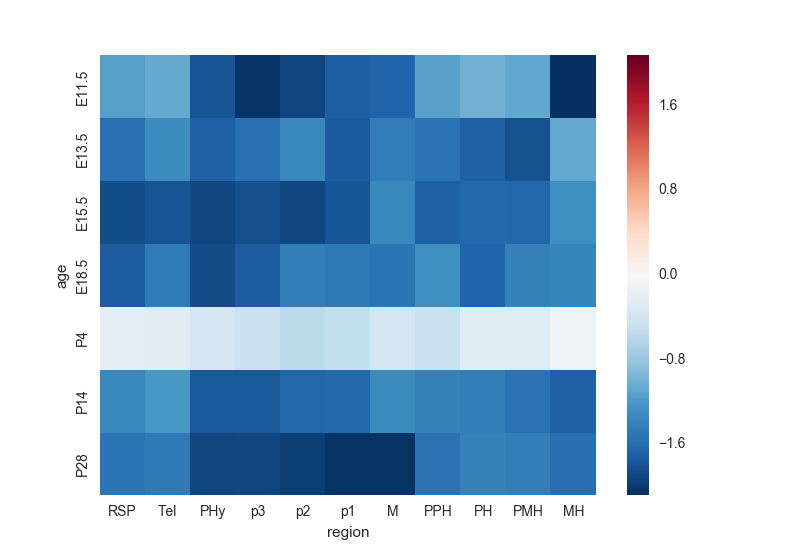 age
E11.5
E13.5
E15.5
E18.5
P4
P14
P28
RSP Tel PHy p3 p2 p1 M PPH PH PMH MH
region
1.6
0.8
0.0
−0.8
−1.6